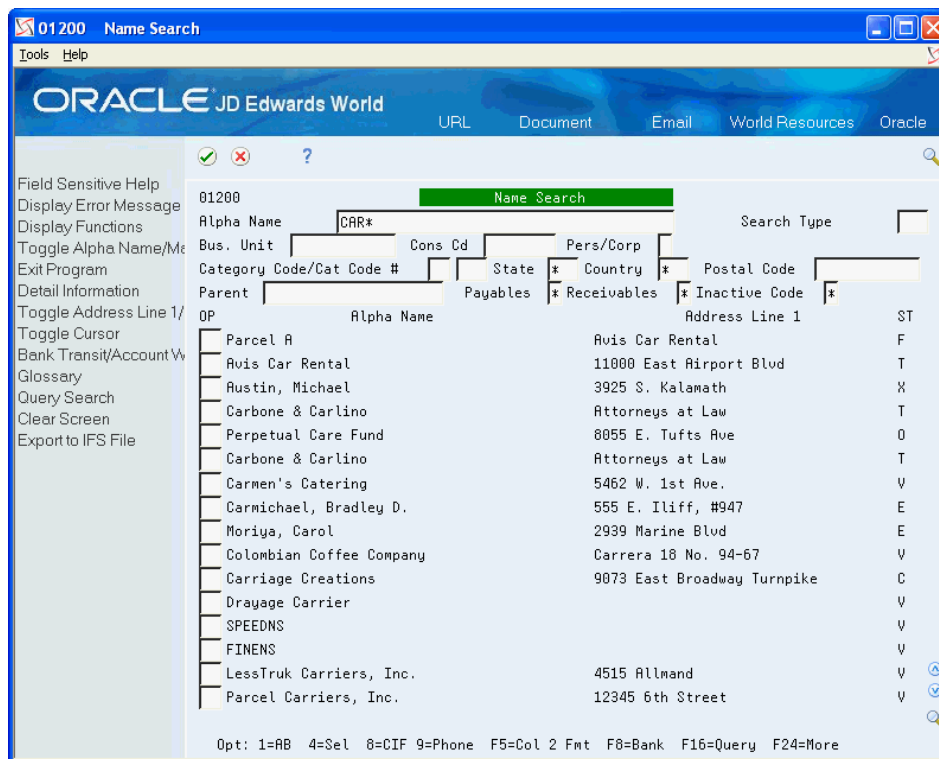 01200 Name Search
Tools Help
ORACLE JD Edwards World
URL Document Email World Resources Oracle
?
Field Sensitive Help
Display Error Message
Display Functions
Toggle Alpha Name/Ma
Exit Program
Detail Information
Toggle Address Line 1/
Toggle Cursor
Bank Transit/Account W
Glossary
Query Search
Clear Screen
Export to IFS File
01200 Name Search
Alpha Name CAR* Search Type
Bus. Unit Cons Cd Pers/Corp
Category Code/Cat Code # State * Country * Postal Code
Parent Payables * Receivables * Inactive Code *
OP Alpha Name Address Line 1 ST
Parcel A Avis Car Rental F
Avis Car Rental 11000 East Airport Blvd T
Austin, Michael 3925 S. Kalamath X
Carbone & Carlino Attorneys at Law T
Perpetual Care Fund 8055 E. Tufts Ave O
Carbone & Carlino Attorneys at Law T
Carmen's Catering 5462 W. 1st Ave. V
Carmichael, Bradley D. 555 E. Iliff, #947 E
Moriya, Carol 2939 Marine Blvd E
Colombian Coffee Company Carrera 18 No. 94-67 V
Carriage Creations 9073 East Broadway Turnpike C
Drayage Carrier V
SPEEDNS V
FINENS V
LessTruk Carriers, Inc. 4515 Allmand V
Parcel Carriers, Inc. 12345 6th Street V
Opt: 1=AB 4=Sel 8=CIF 9=Phone F5=Col 2 Fmt F8=Bank F16=Query F24=More